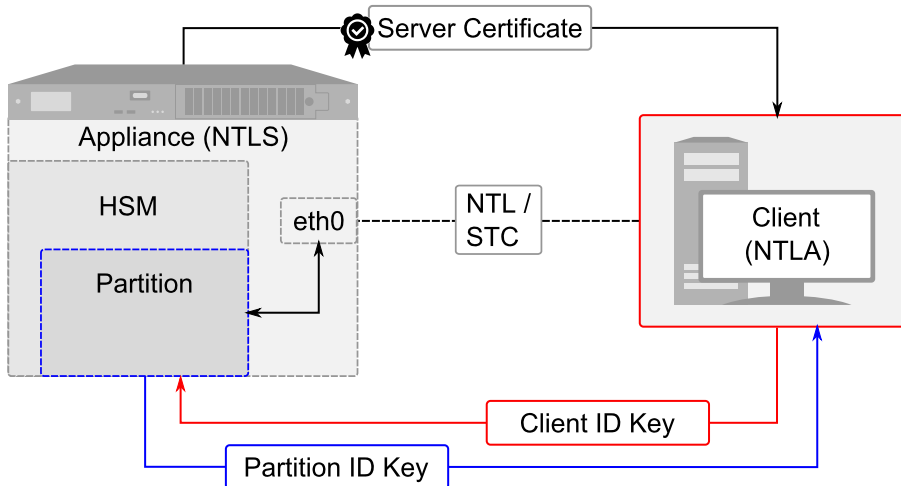 Server Certificate
Appliance (NTLS)
HSM
eth0
NTL /
STC
Client
(NTLA)
Partition
Client ID Key
Partition ID Key